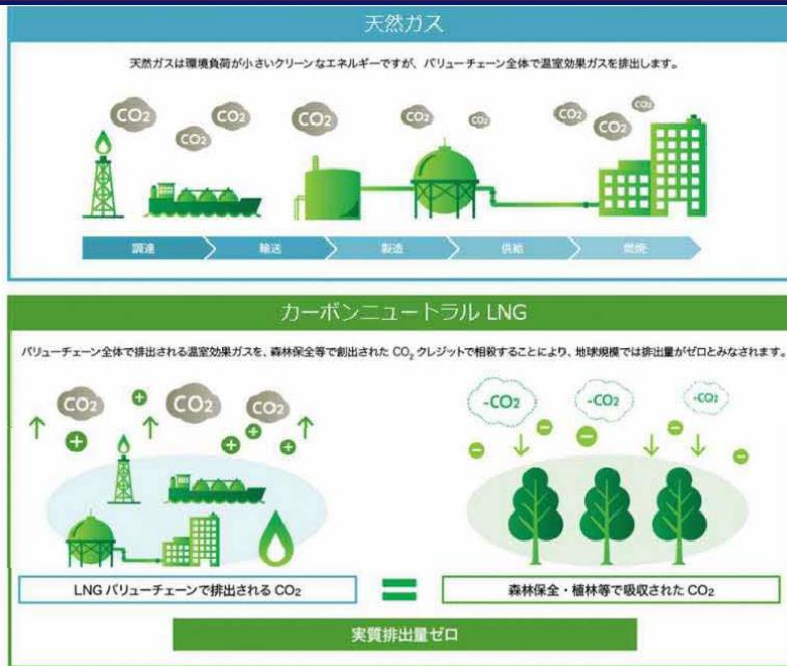 天然ガス
天然ガスは環境負荷が小さいクリーンなエネルギーですが、バリューチェーン全体で温室効果ガスを排出します。
CO2 CO2 CO2 CO2 CO2 CO2 CO2 CO2 CO2
調達 輸送 製造 供給 燃焼
カーボンニュートラル LNG
バリューチェーン全体で排出される温室効果ガスを、森林保全等で創出された CO2 クレジットで相殺することにより、地球規模では排出量がゼロとみなされます。
CO2 CO2 CO2 -CO2 -CO2 -CO2
LNG バリューチェーンで排出される CO2 = 森林保全・植林等で吸収された CO2
実質排出量ゼロ